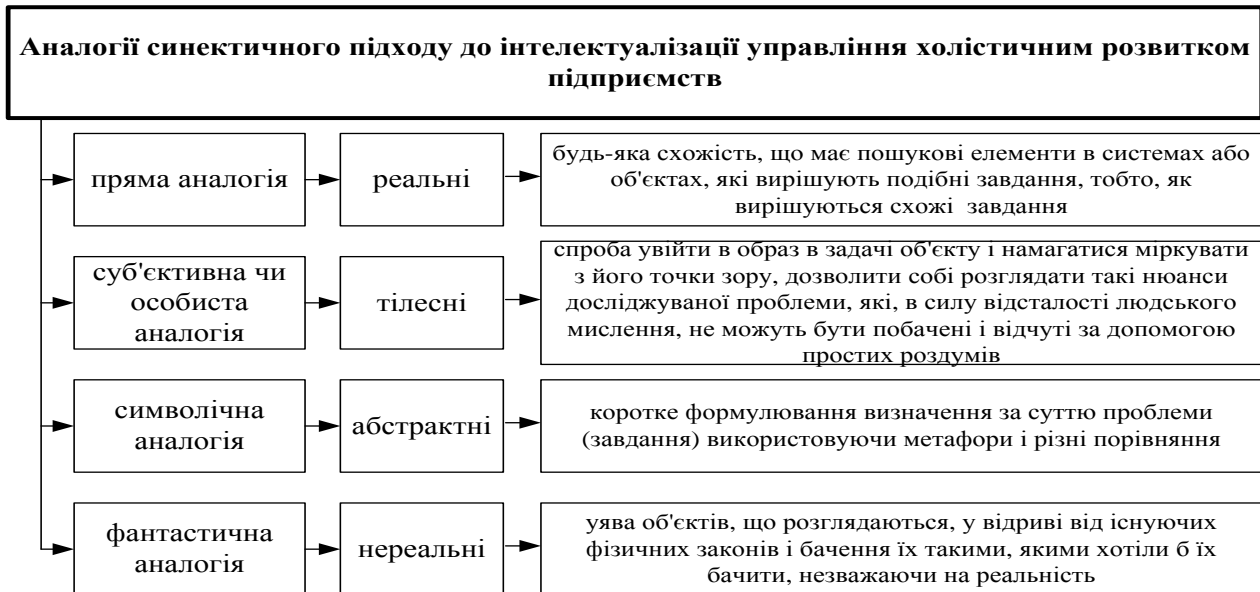 Аналогії синектичного підходу до інтелектуалізації управління холістичним розвитком
підприємств
пряма аналогія
реальні
будь-яка схожість, що має пошукові елементи в системах або
об'єктах, які вирішують подібні завдання, тобто, як
вирішуються схожі завдання
суб'єктивна чи
особиста
аналогія
тілесні
спроба увійти в образ в задачі об'єкту і намагатися міркувати
з його точки зору, дозволити собі розглядати такі нюанси
досліджуваної проблеми, які, в силу відсталості людського
мислення, не можуть бути побачені і відчуті за допомогою
простих роздумів
символічна
аналогія
абстрактні
коротке формулювання визначення за суттю проблеми
(завдання) використовуючи метафори і різні порівняння
фантастична
аналогія
нереальні
уява об'єктів, що розглядаються, у відриві від існуючих
фізичних законів і бачення їх такими, якими хотіли б їх
бачити, незважаючи на реальність